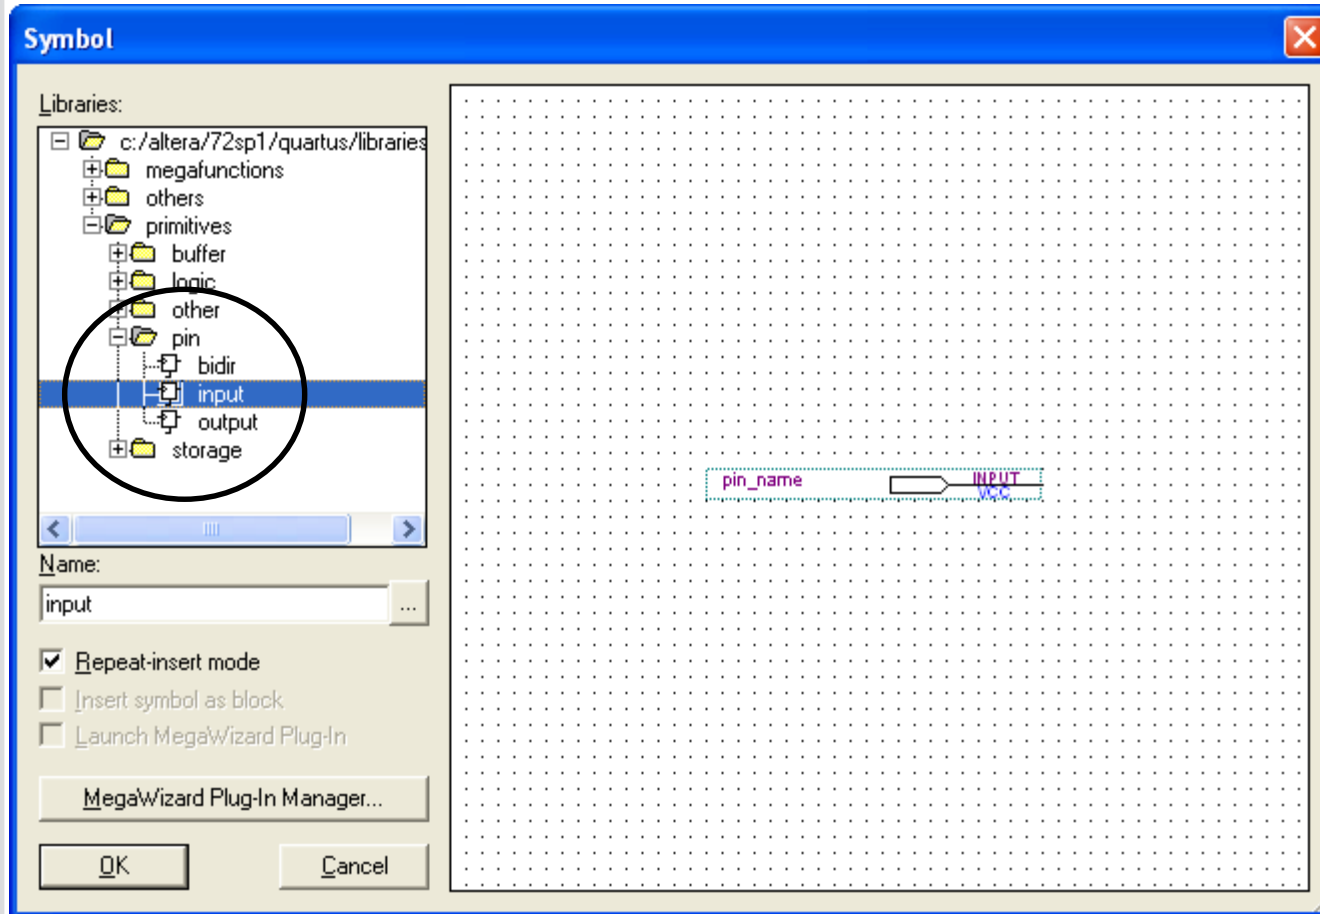 Symbol
Libraries:
c:/altera/72sp1/quartus/libraries
megafunctions
others
primitives
buffer
logic
other
pin
bidir
input
output
storage
Name:
input
...
Repeat-insert mode
Insert symbol as block
Launch MegaWizard Plug-In
MegaWizard Plug-In Manager...
OK
Cancel
pin_name
INPUT
VCC